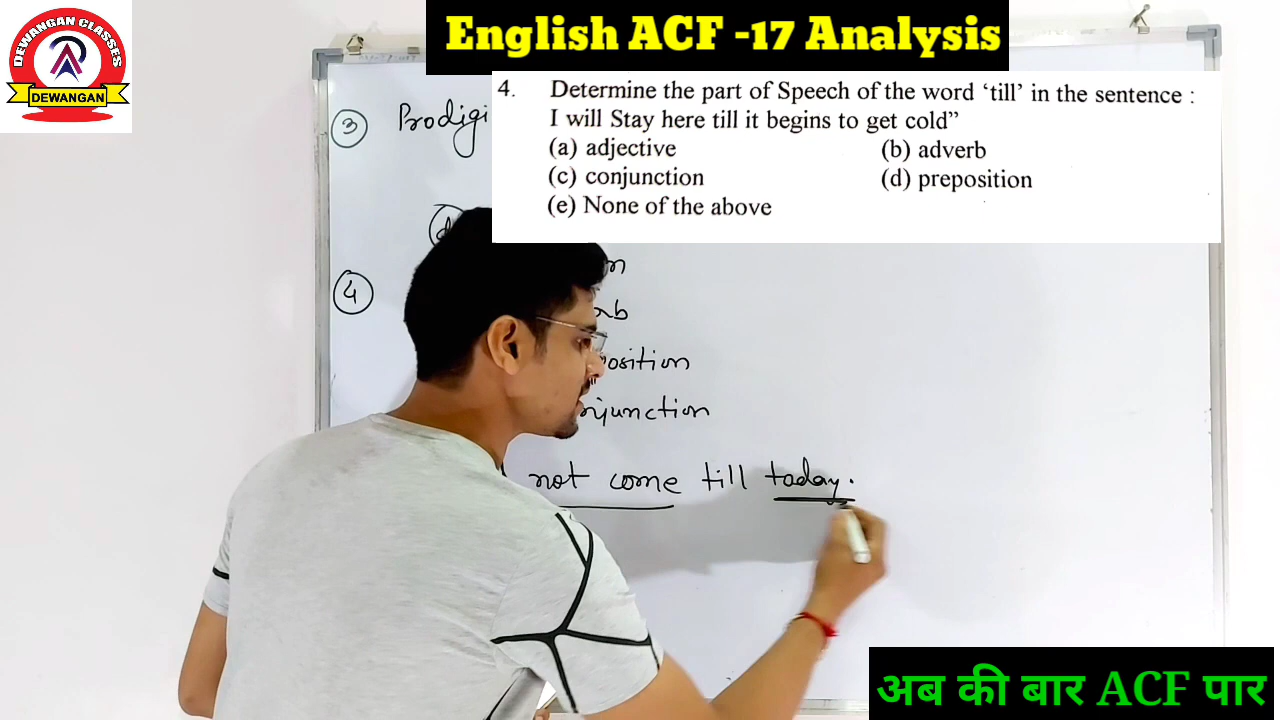 DEWANGAN CLASSES
DEWANGAN
English ACF -17 Analysis
4. Determine the part of Speech of the word ‘till’ in the sentence :
I will Stay here till it begins to get cold”
(a) adjective (b) adverb
(c) conjunction (d) preposition
(e) None of the above
3
4
not come till today.
अब की बार ACF पार